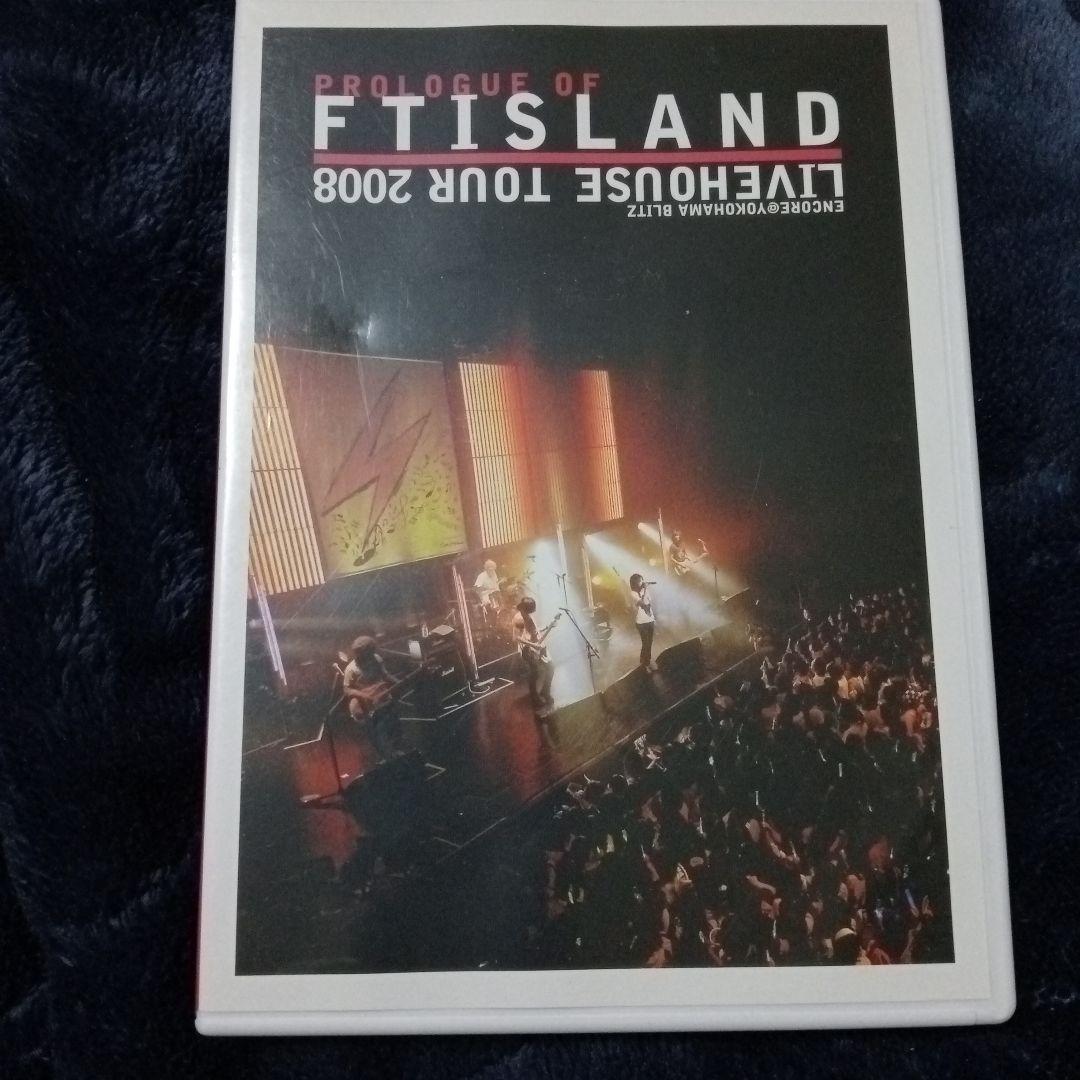 PROLOGUE OF
FTISLAND
LIVEHOUSE TOUR 2008
ENCORE@YOKOHAMA BLITZ